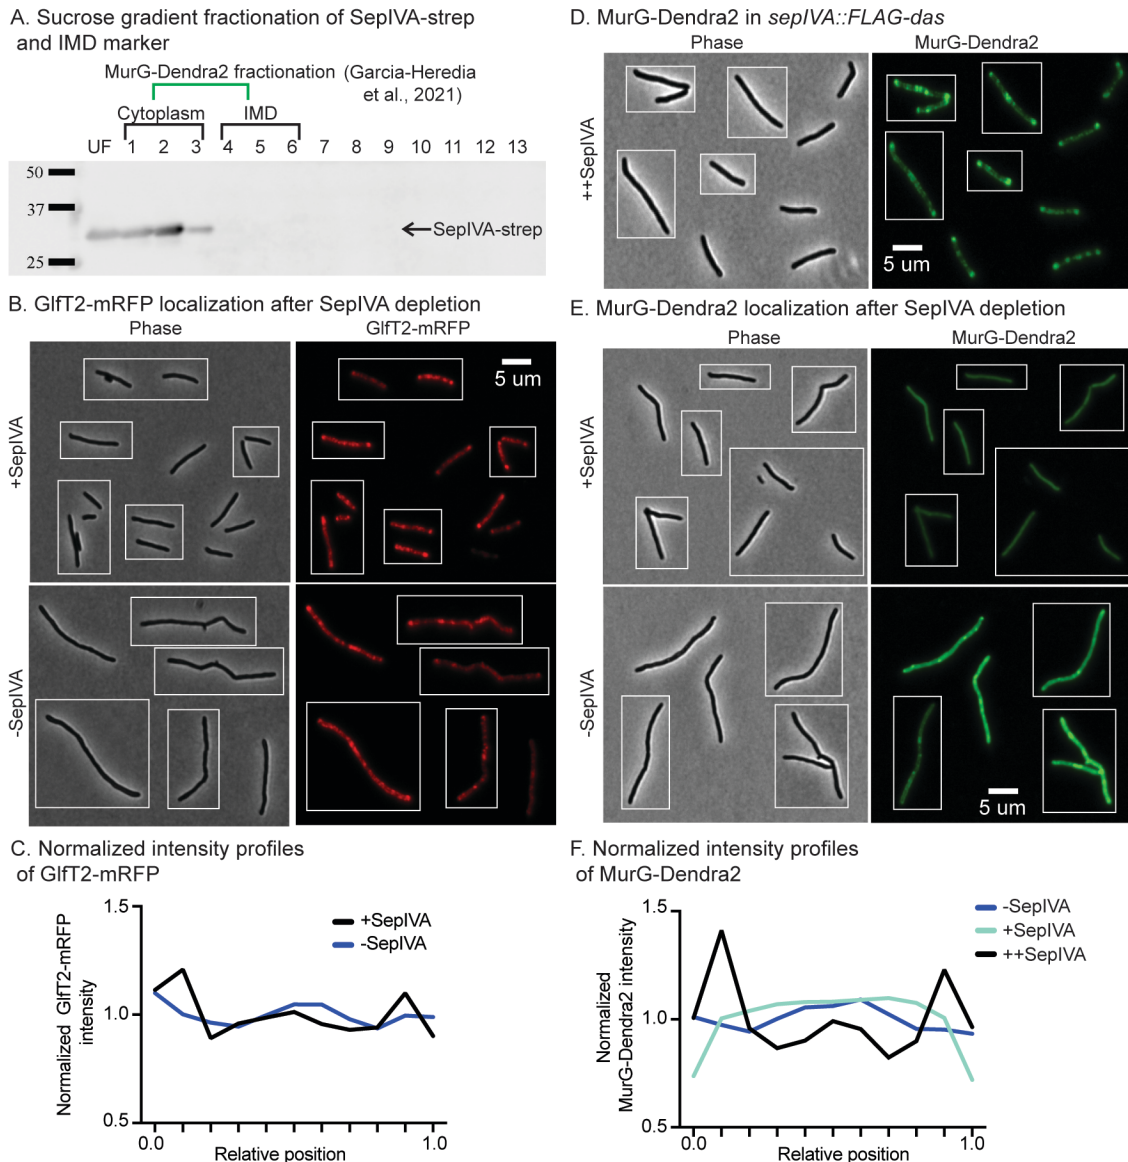 A. Sucrose gradient fractionation of SepIVA-strep
and IMD marker
MurG-Dendra2 fractionation (Garcia-Heredia
et al., 2021)
Cytoplasm IMD
UF 1 2 3 4 5 6 7 8 9 10 11 12 13
50
37
25
SepIVA-strep
B. GlfT2-mRFP localization after SepIVA depletion
Phase GlfT2-mRFP
+SepIVA
5 um
-SepIVA
C. Normalized intensity profiles
of GlfT2-mRFP
Normalized GlfT2-mRFP
intensity
1.5
1.0
0.5
+SepIVA
-SepIVA
0.0 1.0
Relative position
D. MurG-Dendra2 in sepIVA::FLAG-das
Phase MurG-Dendra2
++SepIVA
5 um
E. MurG-Dendra2 localization after SepIVA depletion
Phase MurG-Dendra2
+SepIVA
-SepIVA
5 um
F. Normalized intensity profiles
of MurG-Dendra2
Normalized
MurG-Dendra2 intensity
1.5
1.0
0.5
-SepIVA
+SepIVA
++SepIVA
0.0 1.0
Relative position